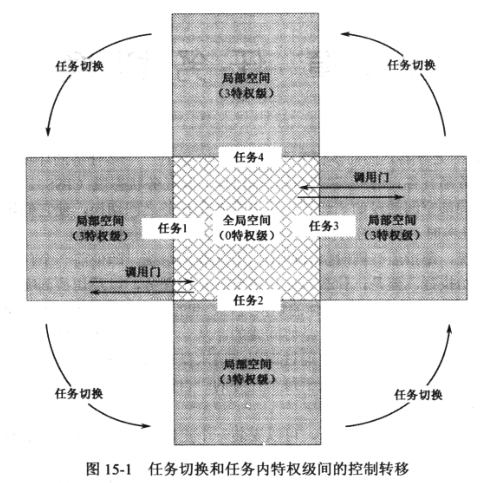 任务切换
任务切换
局部空间
（3特权级）
任务4
调用门
局部空间
（3特权级）
任务1
全局空间
（0特权级）
任务3
局部空间
（3特权级）
调用门
任务2
局部空间
（3特权级）
任务切换
任务切换
图 15-1 任务切换和任务内特权级间的控制转移